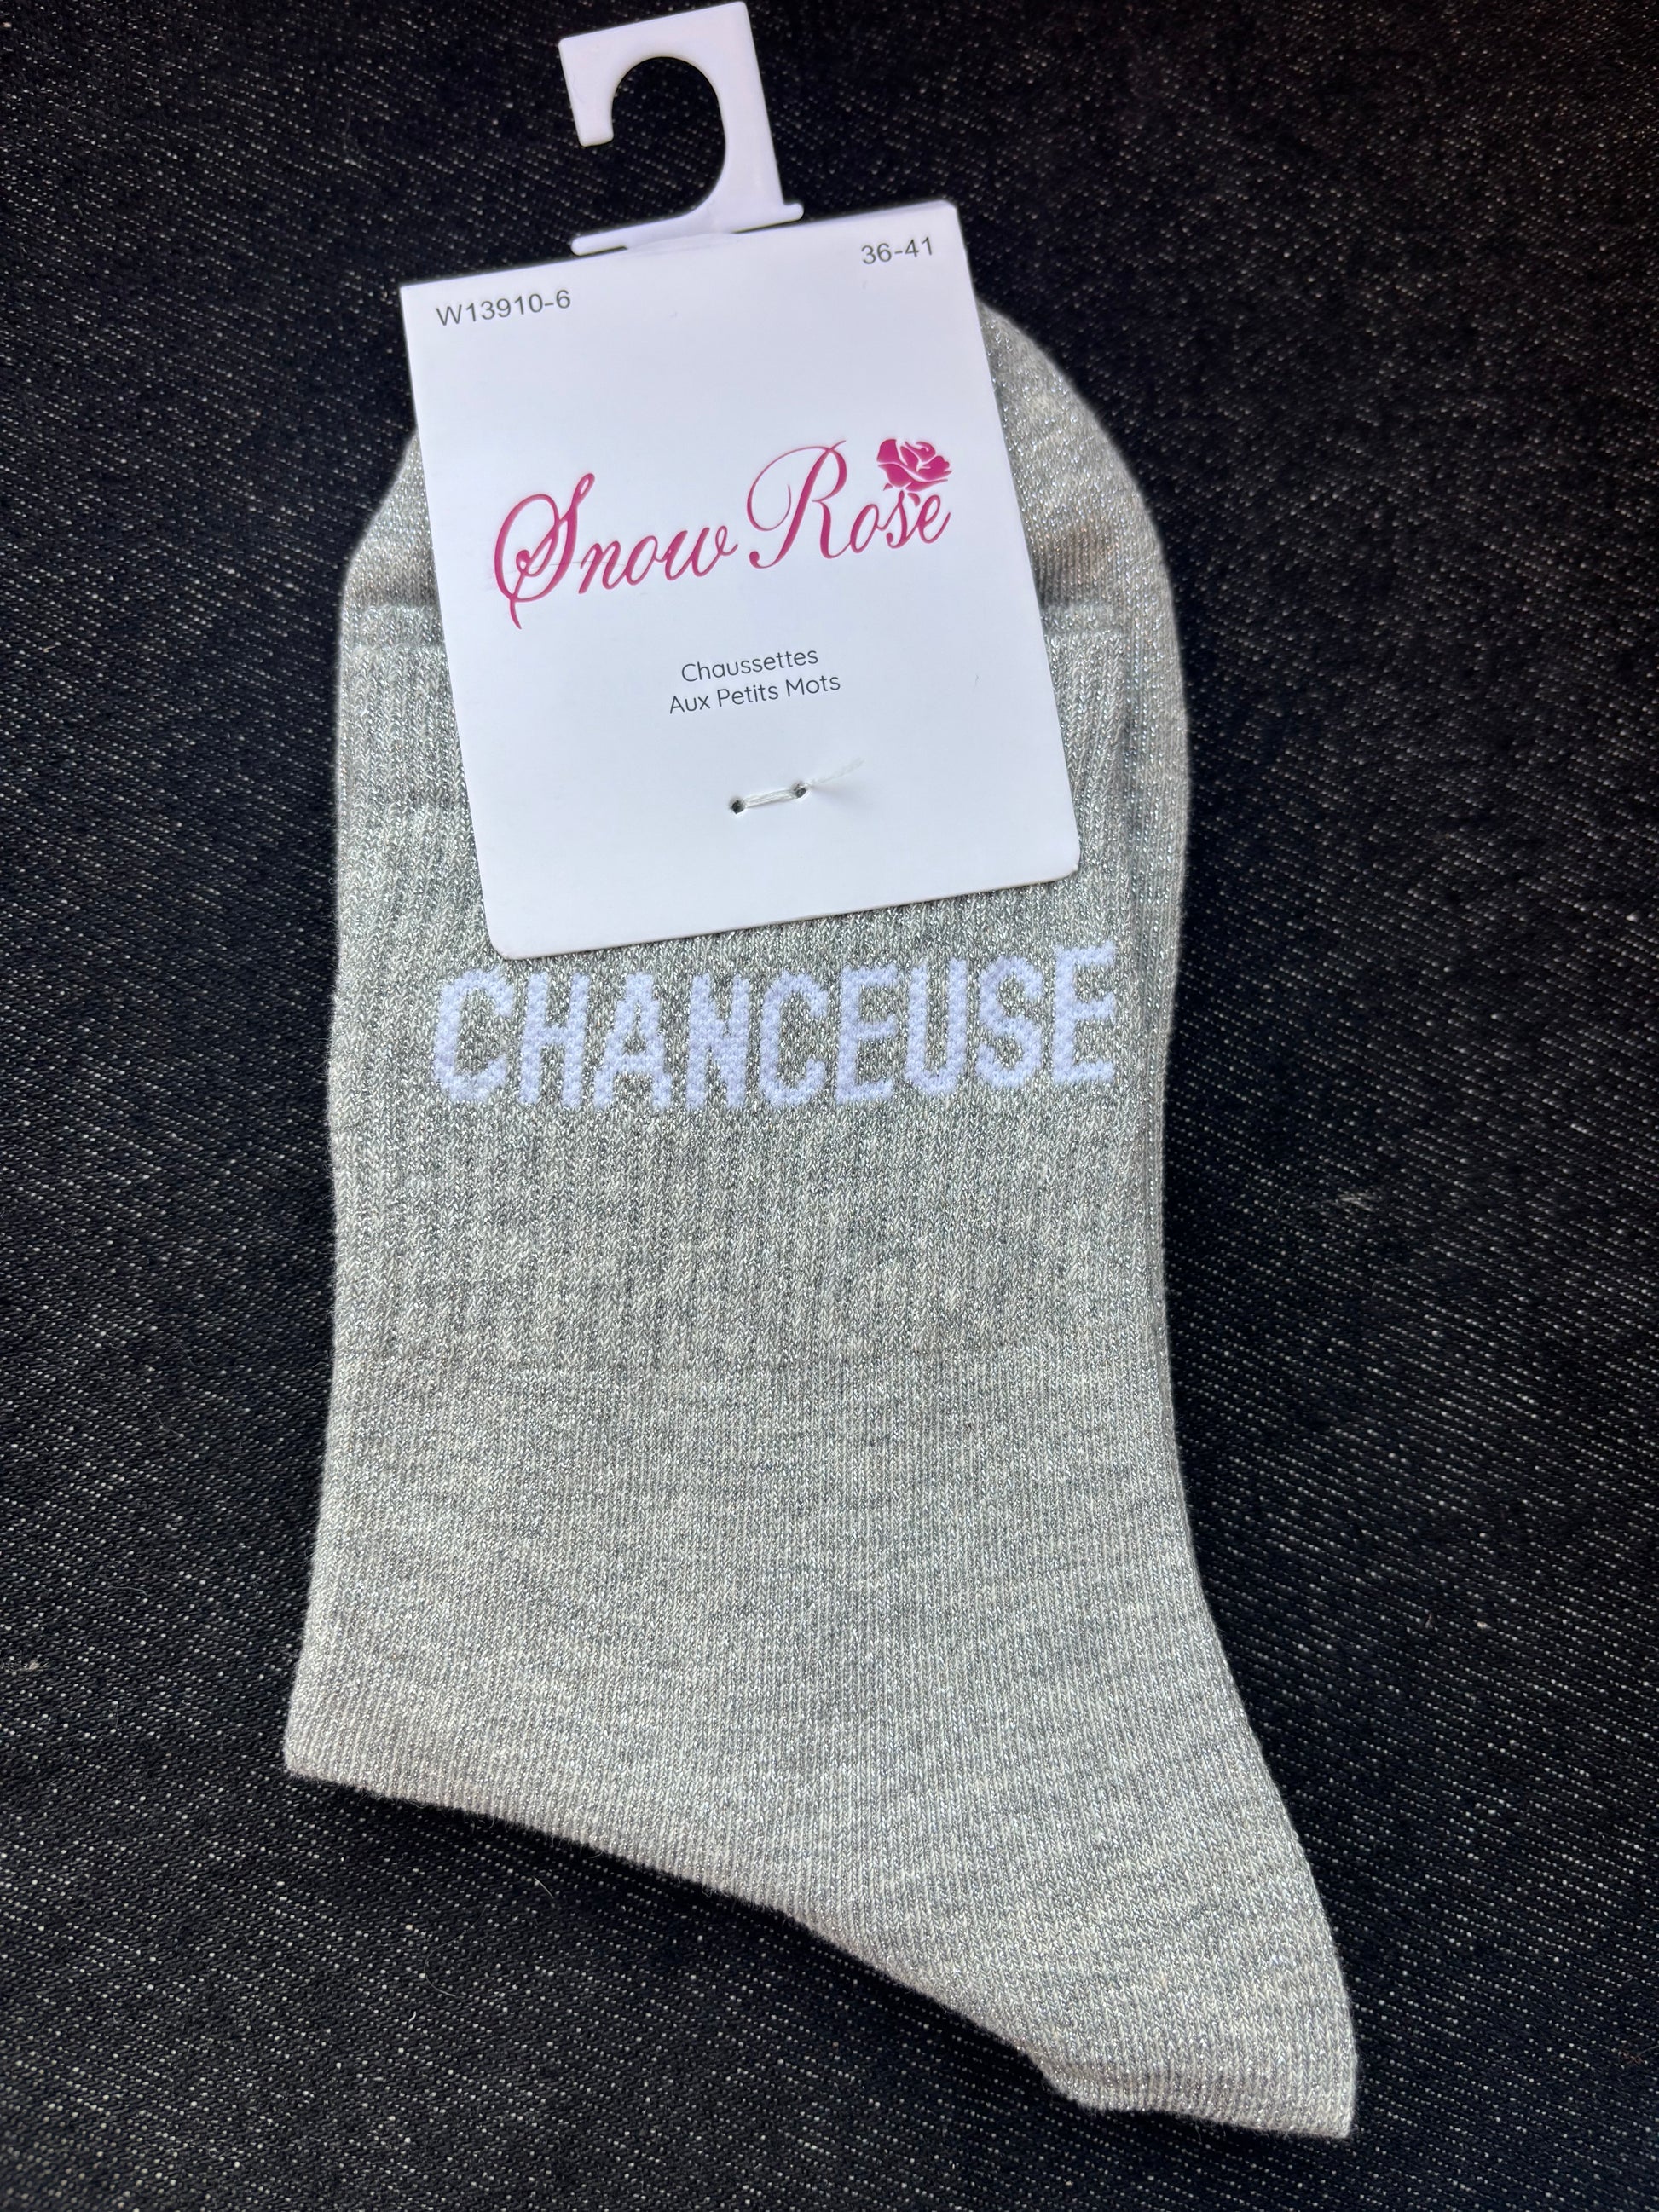 W13910-6
36-41
Snow Rose
Chaussettes
Aux Petits Mots
CHANCEUSE